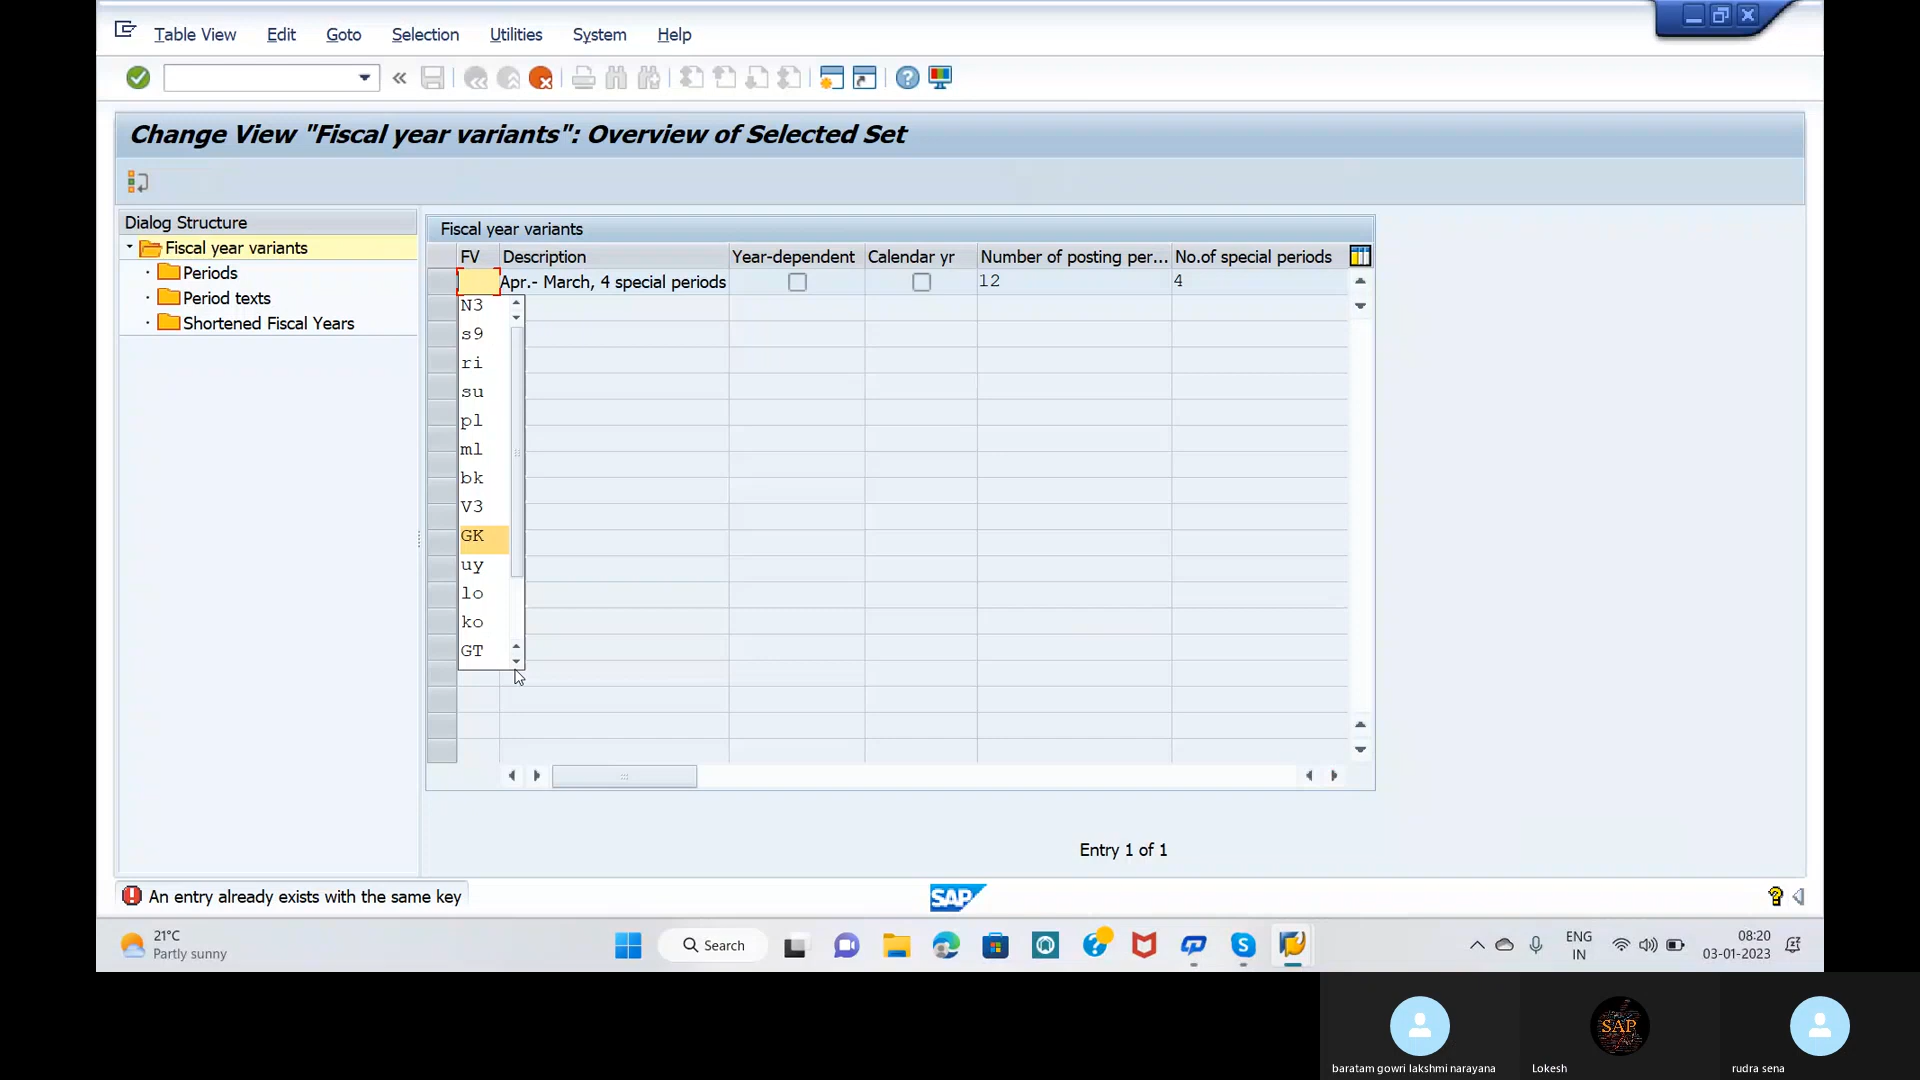 Table View Edit Goto Selection Utilities System Help
Change View "Fiscal year variants": Overview of Selected Set
Dialog Structure
Fiscal year variants
Periods
Period texts
Shortened Fiscal Years
Fiscal year variants
FV Description Year-dependent Calendar yr Number of posting per... No.of special periods
Apr.- March, 4 special periods 12 4
N3
s9
ri
su
pl
ml
bk
V3
GK
uy
lo
ko
GT
Entry 1 of 1
An entry already exists with the same key
SAP
21°C
Partly sunny
Search
ENG
IN
08:20
03-01-2023
SAP
baratam gowri lakshmi narayana
Lokesh
rudra sena